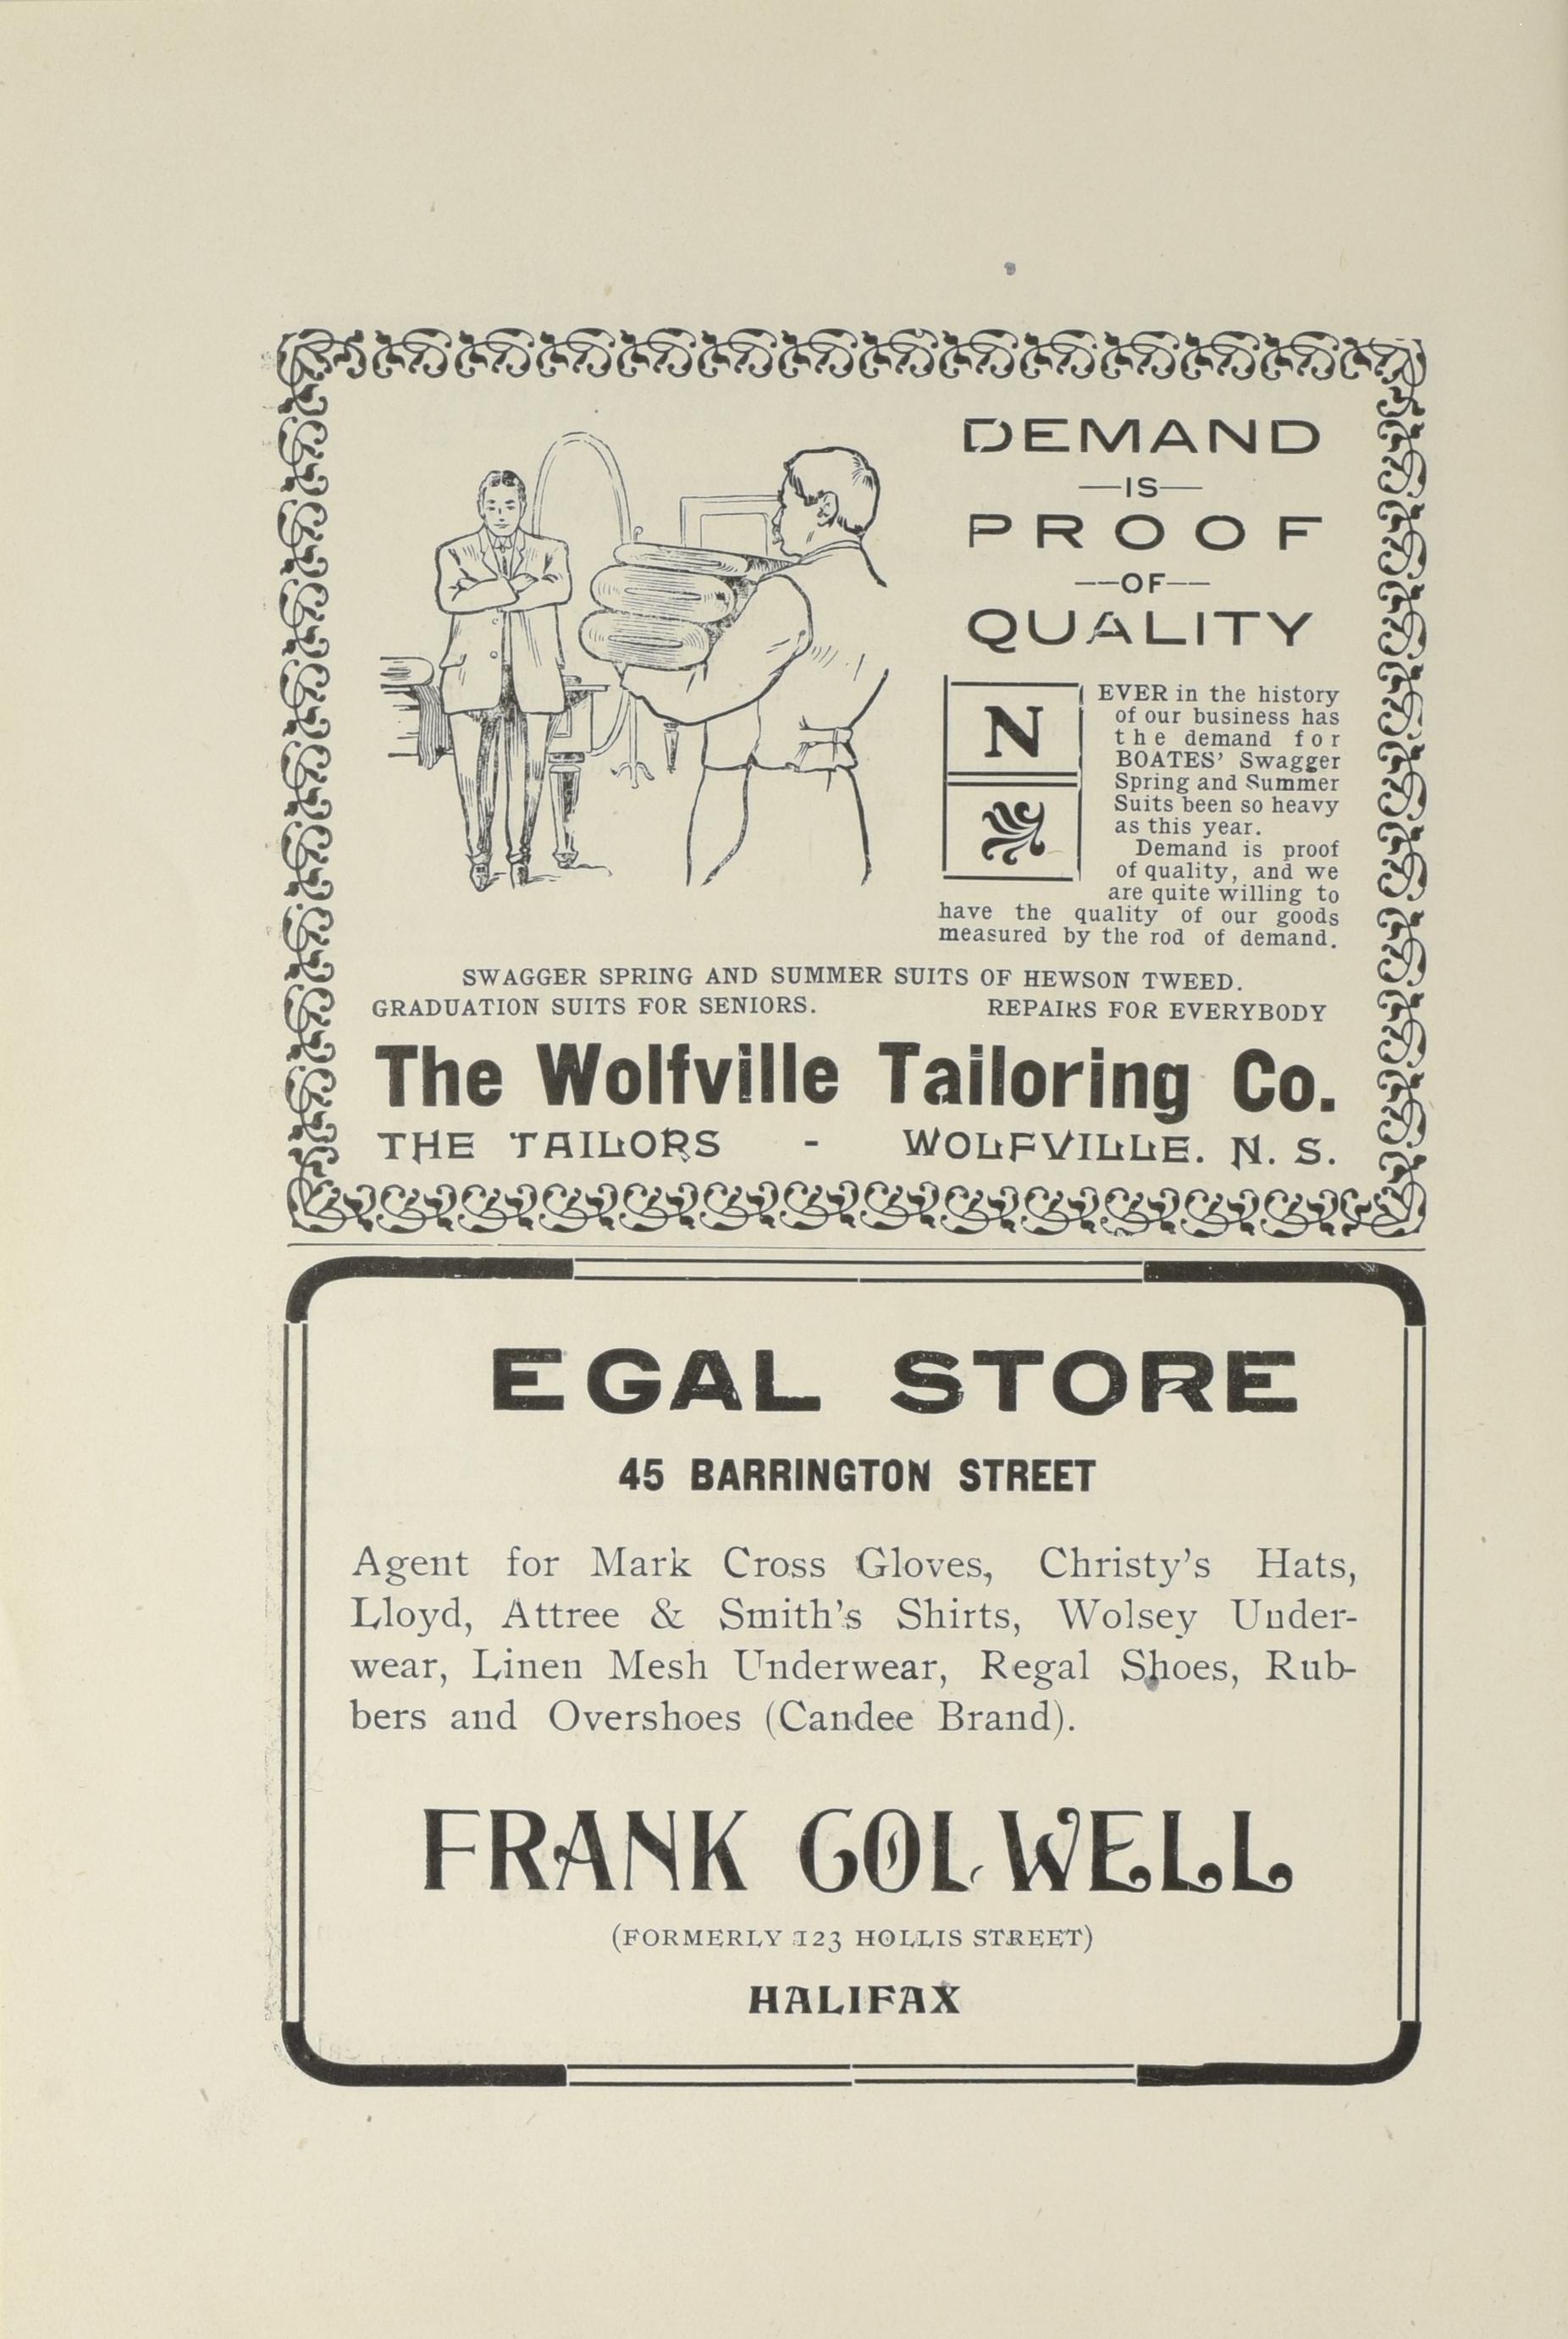 DEMAND
—IS—
PROOF
—OF—
QUALITY
NEVER in the history
of our business has
the demand for
BOATES' Swagger
Spring and Summer
Suits been so heavy
as this year.
Demand is proof
of quality, and we
are quite willing to
have the quality of our goods
measured by the rod of demand.
SWAGGER SPRING AND SUMMER SUITS OF HEWSON TWEED.
GRADUATION SUITS FOR SENIORS. REPAIRS FOR EVERYBODY
The Wolfville Tailoring Co.
THE TAILORS - WOLFVILLE. N. S.
EGAL STORE
45 BARRINGTON STREET
Agent for Mark Cross Gloves, Christy's Hats,
Lloyd, Attree & Smith's Shirts, Wolsey Under-
wear, Linen Mesh Underwear, Regal Shoes, Rub-
bers and Overshoes (Candee Brand).
FRANK COLWELL
(FORMERLY 123 HOLLIS STREET)
HALIFAX